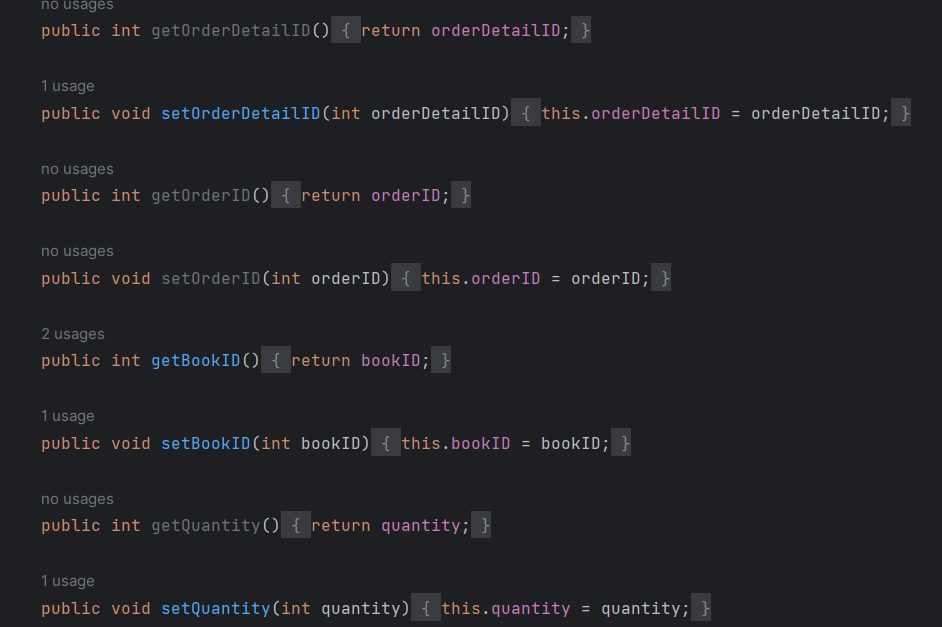 no usages
public int getOrderDetailID() { return orderDetailID; }
1 usage
public void setOrderDetailID(int orderDetailID) { this.orderDetailID = orderDetailID; }
no usages
public int getOrderID() { return orderID; }
no usages
public void setOrderID(int orderID) { this.orderID = orderID; }
2 usages
public int getBookID() { return bookID; }
1 usage
public void setBookID(int bookID) { this.bookID = bookID; }
no usages
public int getQuantity() { return quantity; }
1 usage
public void setQuantity(int quantity) { this.quantity = quantity; }